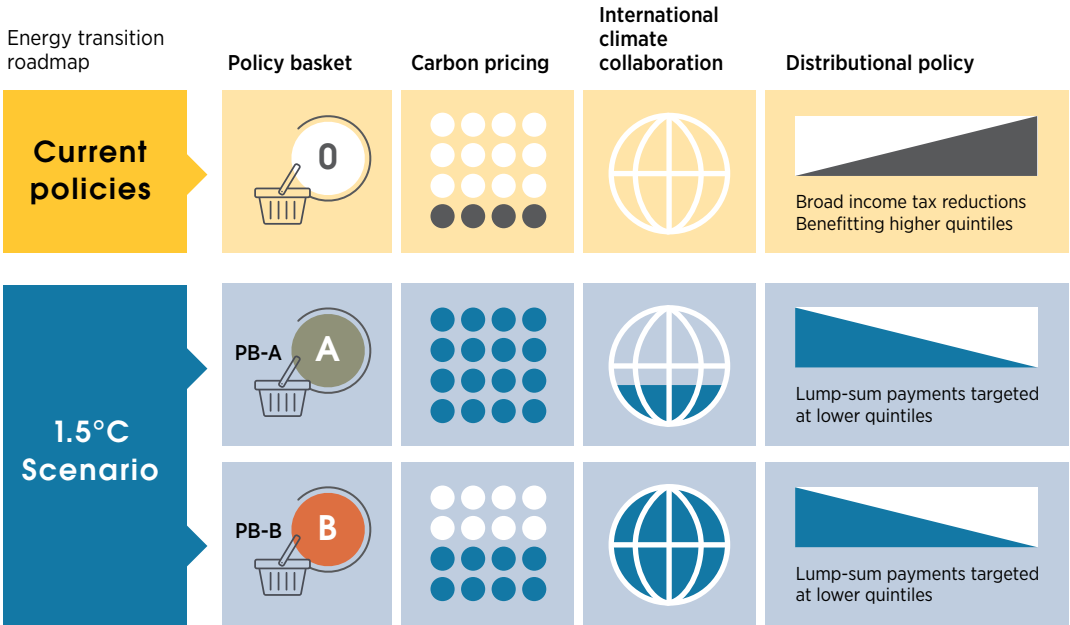 Energy transition
roadmap
Policy basket
Carbon pricing
International
climate
collaboration
Distributional policy
Current
policies
0
Broad income tax reductions
Benefitting higher quintiles
1.5°C
Scenario
PB-A
A
Lump-sum payments targeted
at lower quintiles
PB-B
B
Lump-sum payments targeted
at lower quintiles